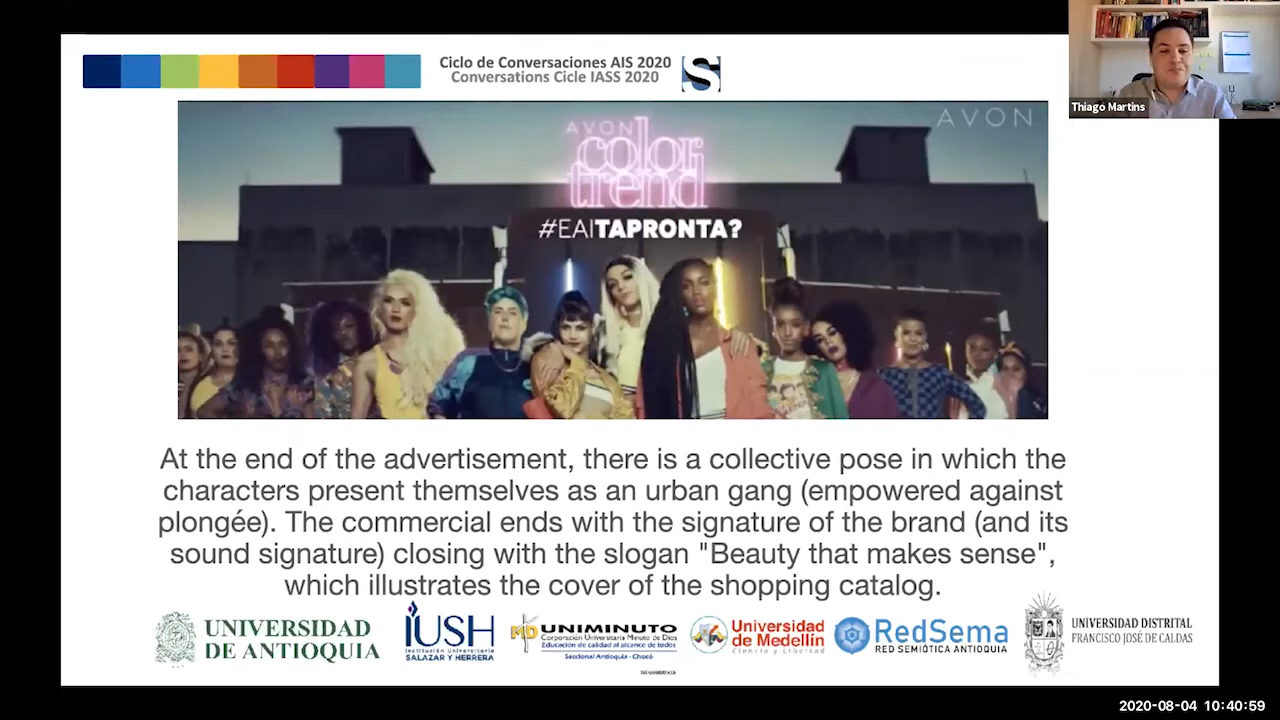 Ciclo de Conversaciones AIS 2020
Conversations Cicle IASS 2020
S
Thiago Martins
AVON
AVON
color
trend
#EAITAPRONTA?
At the end of the advertisement, there is a collective pose in which the
characters present themselves as an urban gang (empowered against
plongée). The commercial ends with the signature of the brand (and its
sound signature) closing with the slogan "Beauty that makes sense",
which illustrates the cover of the shopping catalog.
UNIVERSIDAD
DE ANTIOQUIA
IUSH
Institución Universitaria
SALAZAR Y HERRERA
MD UNIMINUTO
Corporación Universitaria Minuto de Dios
Educación de calidad al alcance de todos
Seccional Antioquia - Chocó
Universidad
de Medellín
Ciencia y Libertad
RedSema
RED SEMIÓTICA ANTIOQUIA
UNIVERSIDAD DISTRITAL
FRANCISCO JOSÉ DE CALDAS
2020-08-04 10:40:59